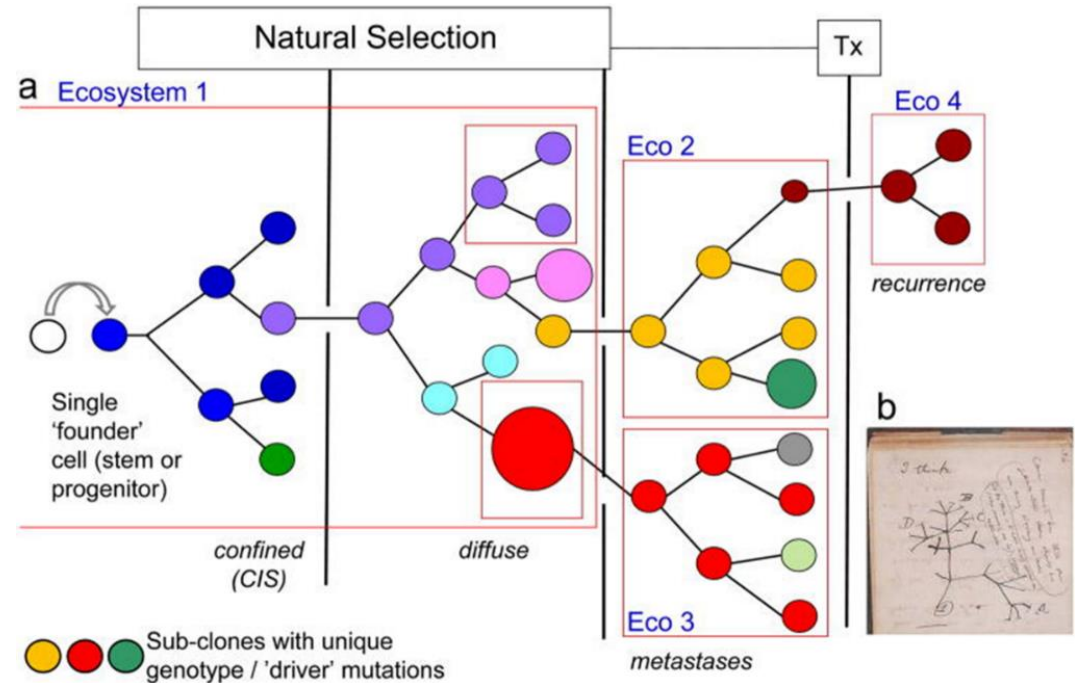 Natural Selection
Tx
a
Ecosystem 1
Eco 4
Eco 2
recurrence
Single
'founder'
cell (stem or
progenitor)
b
I think
D
B
C
A
confined
(CIS)
diffuse
Eco 3
metastases
Sub-clones with unique
genotype / 'driver' mutations